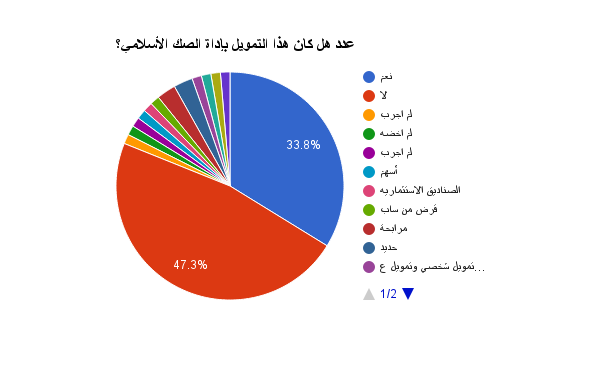 عدد هل كان هذا التمويل بإداة الصك الأسلامي؟
33.8%
47.3%
نعم
لا
لم اجرب
لم اخضه
لم اجرب
أسهم
الصناديق الاستثماريه
قرض من ساب
مرابحة
جديد
تمويل شخصي وتمويل ع...
1/2